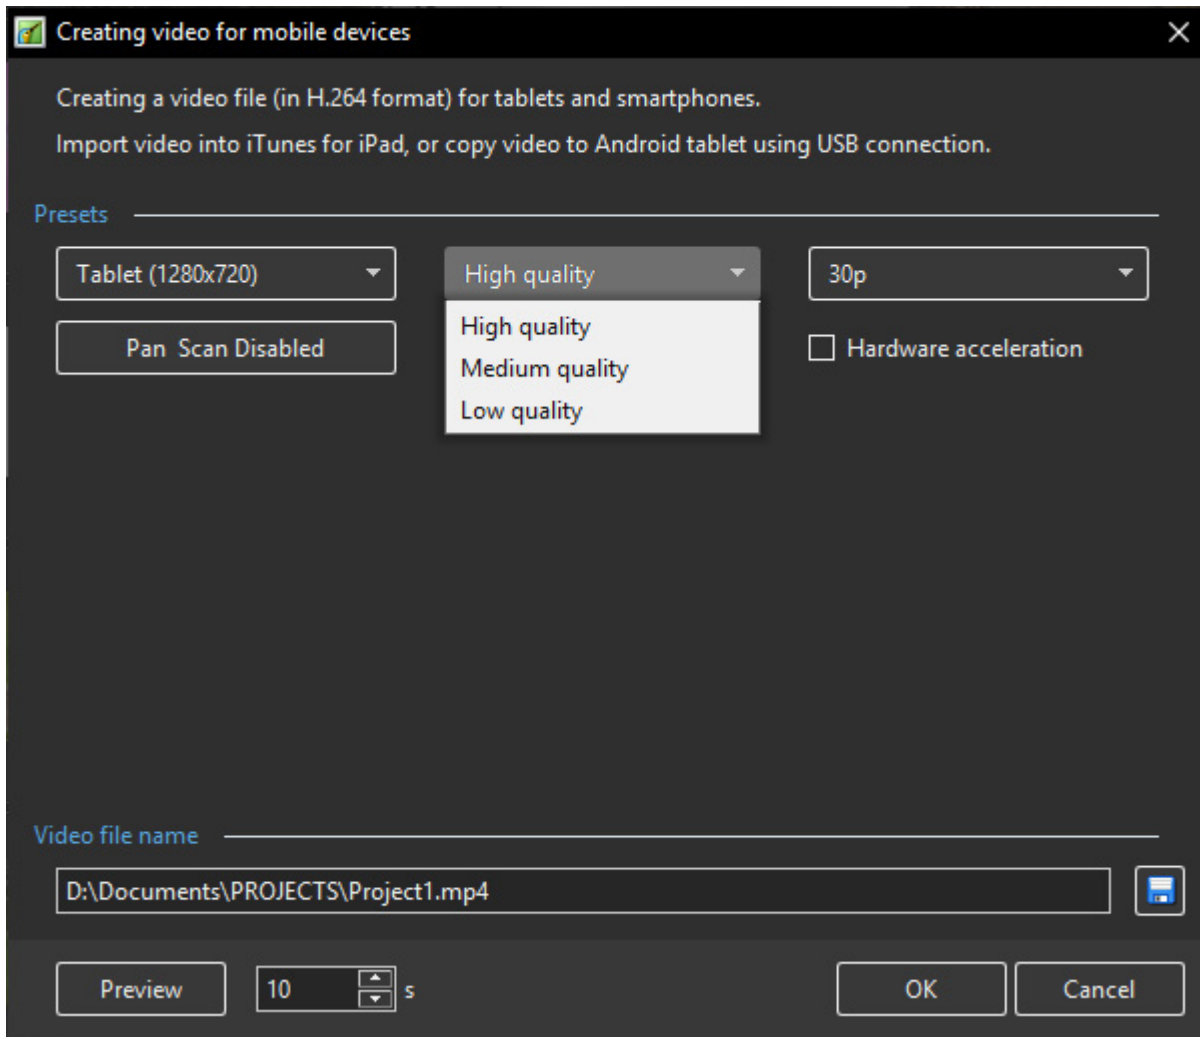 Creating video for mobile devices
Creating a video file (in H.264 format) for tablets and smartphones.
Import video into iTunes for iPad, or copy video to Android tablet using USB connection.
Presets
Tablet (1280x720)
High quality
30p
Pan  Scan Disabled
High quality
Medium quality
Low quality
Hardware acceleration
Video file name
D:\Documents\PROJECTS\Project1.mp4
Preview
10
s
OK
Cancel